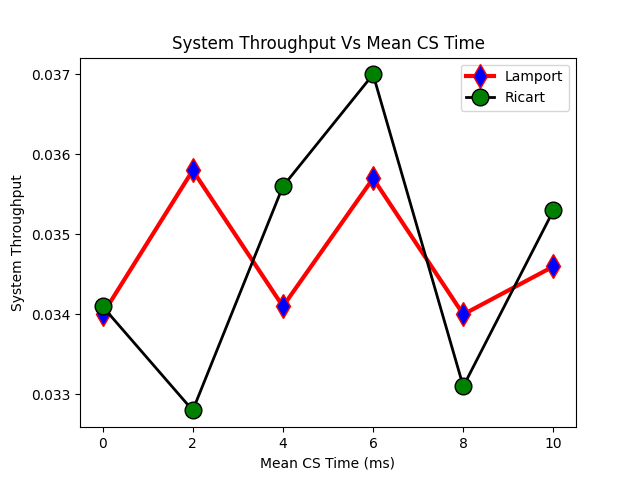 System Throughput Vs Mean CS Time
Lamport
Ricart
System Throughput
0.037
0.036
0.035
0.034
0.033
0 2 4 6 8 10
Mean CS Time (ms)